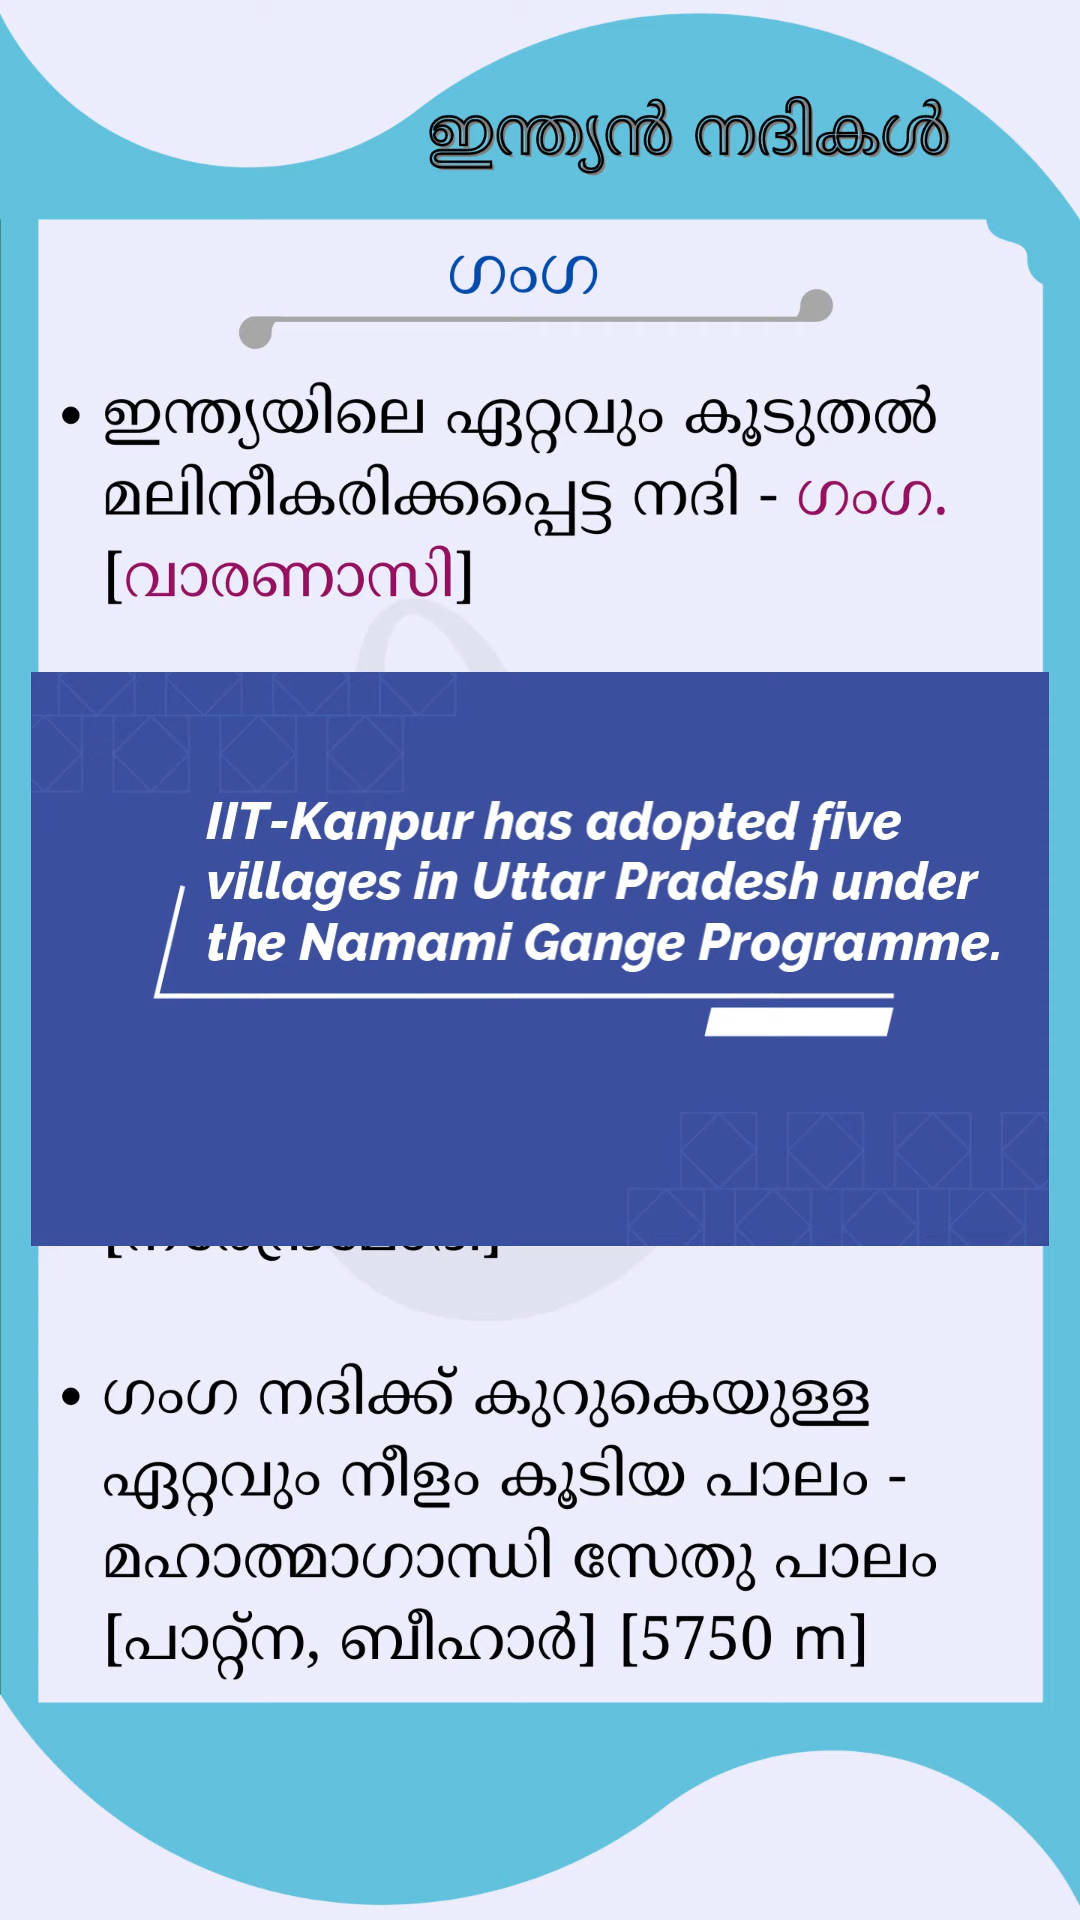 ഇന്ത്യൻ നദികൾ
ഗംഗ
• ഇന്ത്യയിലെ ഏറ്റവും കൂടുതൽ
മലിനീകരിക്കപ്പെട്ട നദി - ഗംഗ.
[വാരണാസി]
IIT-Kanpur has adopted five
villages in Uttar Pradesh under
the Namami Gange Programme.
• ഗംഗ നദിക്ക് കുറുകെയുള്ള
ഏറ്റവും നീളം കൂടിയ പാലം -
മഹാത്മാഗാന്ധി സേതു പാലം
[പാറ്റ്ന, ബീഹാർ] [5750 m]